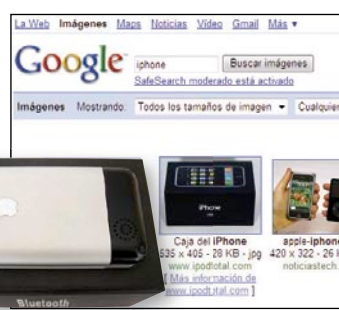 La Web Imágenes Maps Noticias Vídeo Gmail Más ▼
Google iphone Buscar imágenes
SafeSearch moderado está activado
Imágenes Mostrando: Todos los tamaños de imagen Cualquier
iPhone
Caja del iPhone
535 x 405 - 28 KB - jpg
www.ipodtotal.com
[ Más información de
www.ipodtotal.com ]
apple-iphone
420 x 322 - 26 K
noticiastech.
Bluetooth